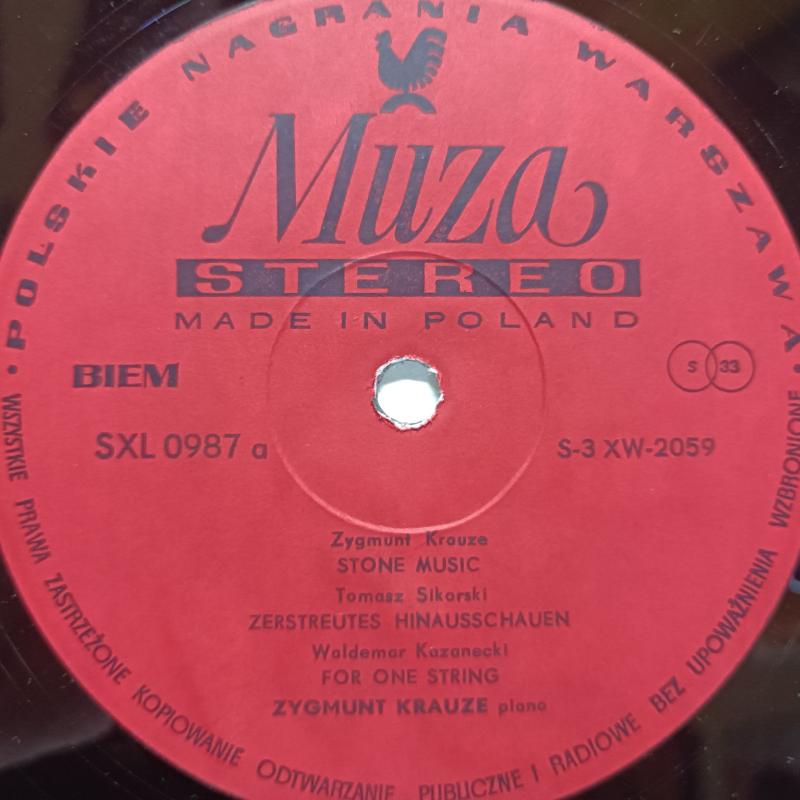 POLSKIE NAGRANIA WARSZAWA
Muza
STEREO
MADE IN POLAND
BIEM
S 33
SXL 0987 a
S-3 XW-2059
Zygmunt Krauze
STONE MUSIC
Tomasz Sikorski
ZERSTREUTES HINAUSSCHAUEN
Waldemar Kazanecki
FOR ONE STRING
ZYGMUNT KRAUZE piano
• WSZYSTKIE PRAWA ZASTRZEŻONE KOPIOWANIE ODTWARZANIE PUBLICZNE I RADIOWE BEZ UPOWAŻNIENIA WZBRONIONE •